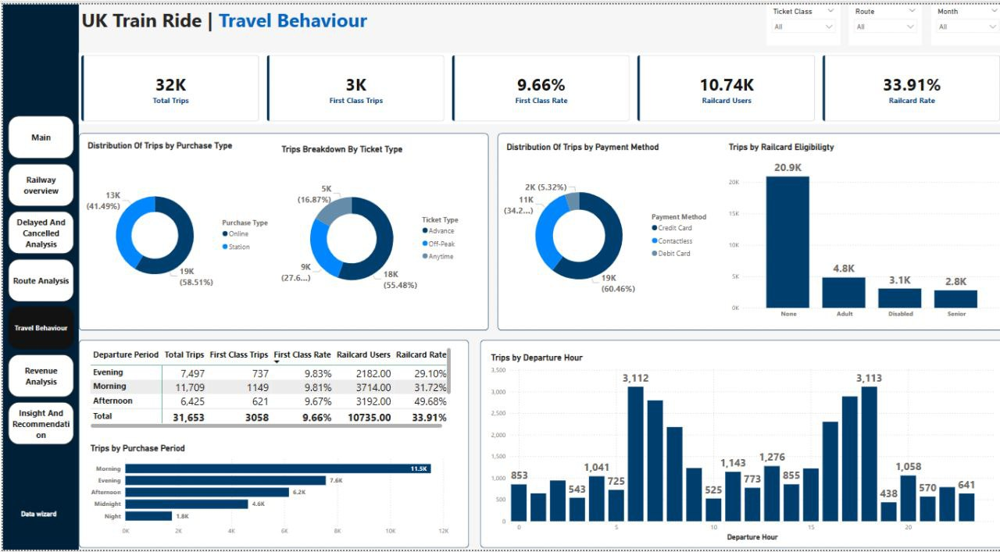 UK Train Ride | Travel Behaviour
Ticket Class
All
Route
All
Month
All
32K
Total Trips
3K
First Class Trips
9.66%
First Class Rate
10.74K
Railcard Users
33.91%
Railcard Rate
Main
Railway
overview
Delayed And
Cancelled
Analysis
Route Analysis
Travel Behaviour
Revenue
Analysis
Insight And
Recommendati
on
Data wizard
Distribution Of Trips by Purchase Type
13K
(41.49%)
19K
(58.51%)
Purchase Type
Online
Station
Trips Breakdown By Ticket Type
5K
(16.87%)
9K
(27.6...)
18K
(55.48%)
Ticket Type
Advance
Off-Peak
Anytime
Distribution Of Trips by Payment Method
2K (5.32%)
11K
(34.2...)
19K
(60.46%)
Payment Method
Credit Card
Contactless
Debit Card
Trips by Railcard Eligibiligty
20K
15K
10K
5K
0K
20.9K
4.8K
3.1K
2.8K
None Adult Disabled Senior
Departure Period Total Trips First Class Trips First Class Rate Railcard Users Railcard Rate
Evening 7,497 737 9.83% 2182.00 29.10%
Morning 11,709 1149 9.81% 3714.00 31.72%
Afternoon 6,425 621 9.67% 3192.00 49.68%
Total 31,653 3058 9.66% 10735.00 33.91%
Trips by Purchase Period
Morning 11.5K
Evening 7.6K
Afternoon 6.2K
Midnight 4.6K
Night 1.8K
0K 2K 4K 6K 8K 10K 12K
Trips by Departure Hour
3,500
3,000
2,500
2,000
1,500
1,000
500
0
853
543
1,041
725
3,112
525
1,143
773
1,276
855
3,113
438
1,058
570
641
0 5 10 15 20
Departure Hour